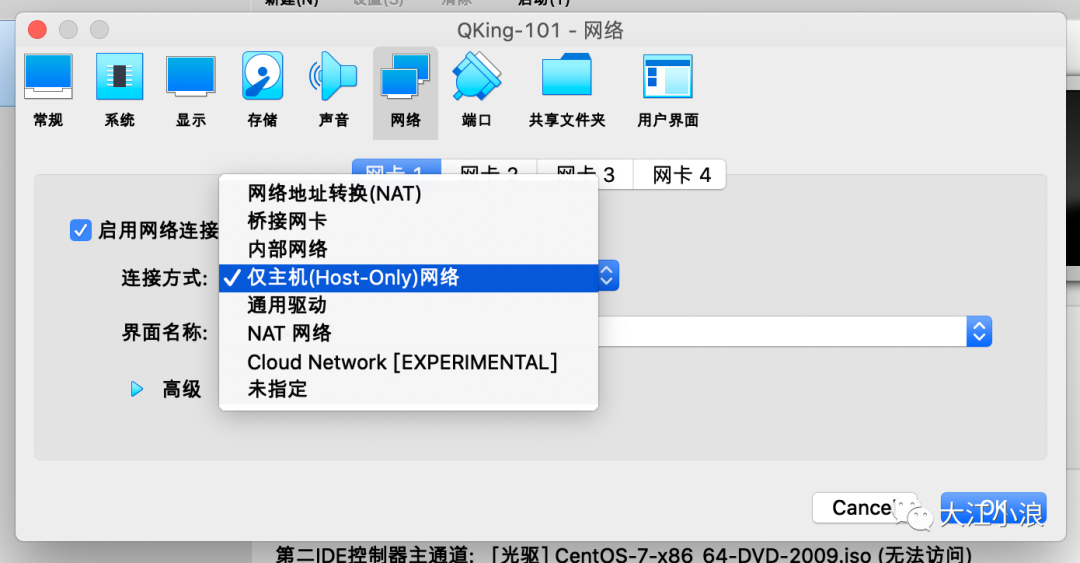 新建(N) 设置(S) 清除 启动(T)
QKing-101 - 网络
常规 系统 显示 存储 声音 网络 端口 共享文件夹 用户界面
网卡 1 网卡 2 网卡 3 网卡 4
网络地址转换(NAT)
桥接网卡
启用网络连接
内部网络
连接方式: ✓ 仅主机(Host-Only)网络
通用驱动
界面名称: NAT 网络
Cloud Network [EXPERIMENTAL]
高级 未指定
Cancel OK
大江小浪
第二IDE控制器主通道: [光驱] CentOS-7-x86_64-DVD-2009.iso (无法访问)